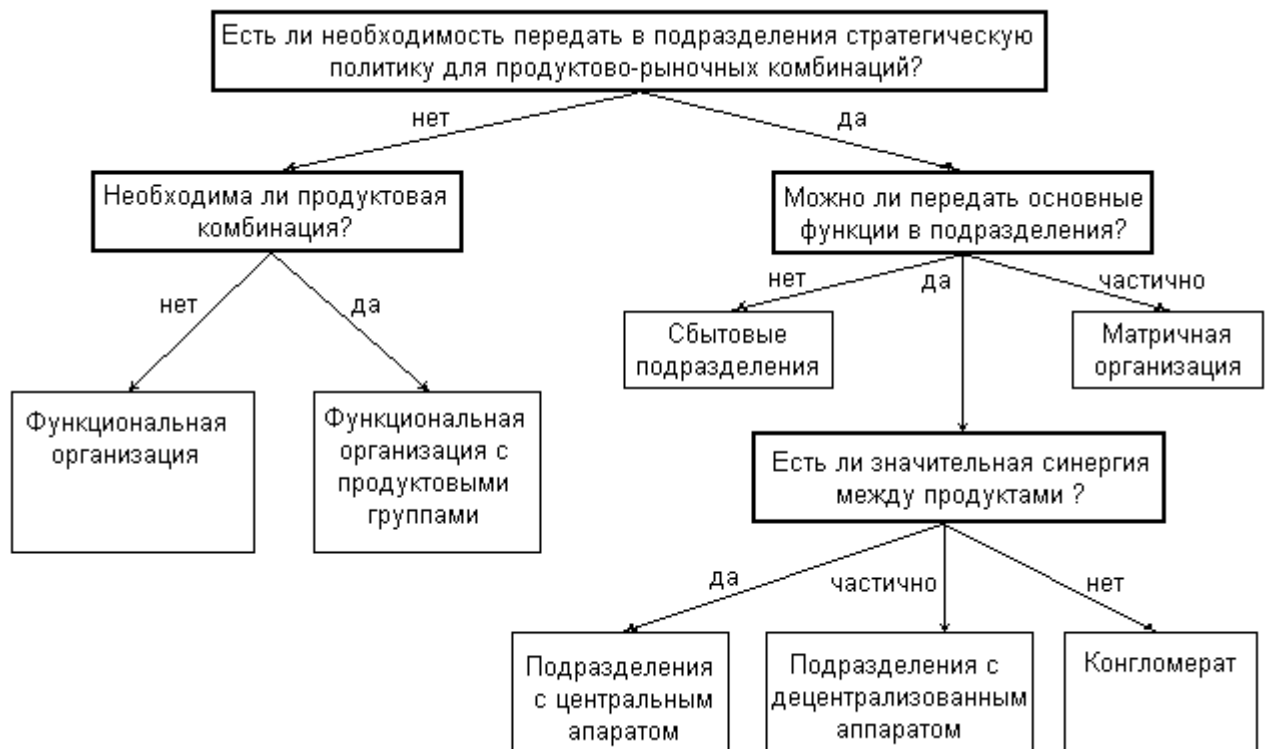 Есть ли необходимость передать в подразделения стратегическую
политику для продуктово-рыночных комбинаций?
нет
да
Необходима ли продуктовая
комбинация?
Можно ли передать основные
функции в подразделения?
нет
да
нет
да
частично
Сбытовые
подразделения
Матричная
организация
Функциональная
организация
Функциональная
организация с
продуктовыми
группами
Есть ли значительная синергия
между продуктами ?
да
частично
нет
Подразделения
с центральным
апаратом
Подразделения с
децентрализованным
аппаратом
Конгломерат